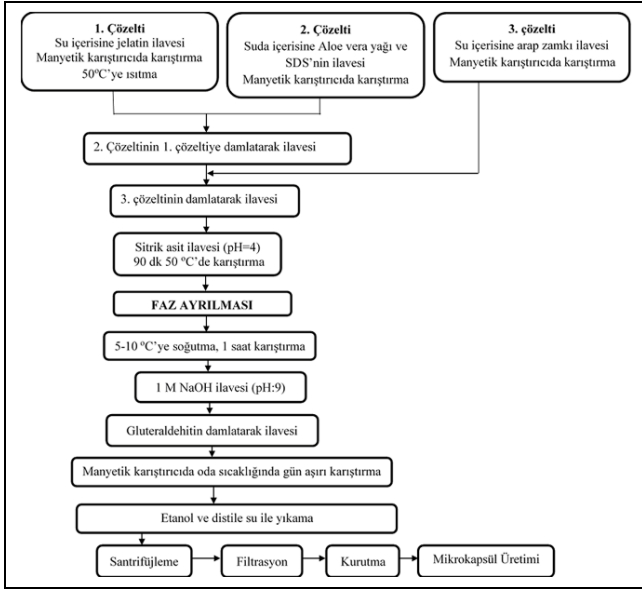 1. Çözelti
Su içerisine jelatin ilavesi
Manyetik karıştırıcıda karıştırma
50ºC'ye ısıtma
2. Çözelti
Suda içerisine Aloe vera yağı ve
SDS'nin ilavesi
Manyetik karıştırıcıda karıştırma
3. çözelti
Su içerisine arap zamkı ilavesi
Manyetik karıştırıcıda karıştırma
2. Çözeltinin 1. çözeltiye damlatarak ilavesi
3. çözeltinin damlatarak ilavesi
Sitrik asit ilavesi (pH=4)
90 dk 50 ºC'de karıştırma
FAZ AYRILMASI
5-10 ºC'ye soğutma, 1 saat karıştırma
1 M NaOH ilavesi (pH:9)
Gluteraldehitin damlatarak ilavesi
Manyetik karıştırıcıda oda sıcaklığında gün aşırı karıştırma
Etanol ve distile su ile yıkama
Santrifüjleme
Filtrasyon
Kurutma
Mikrokapsül Üretimi